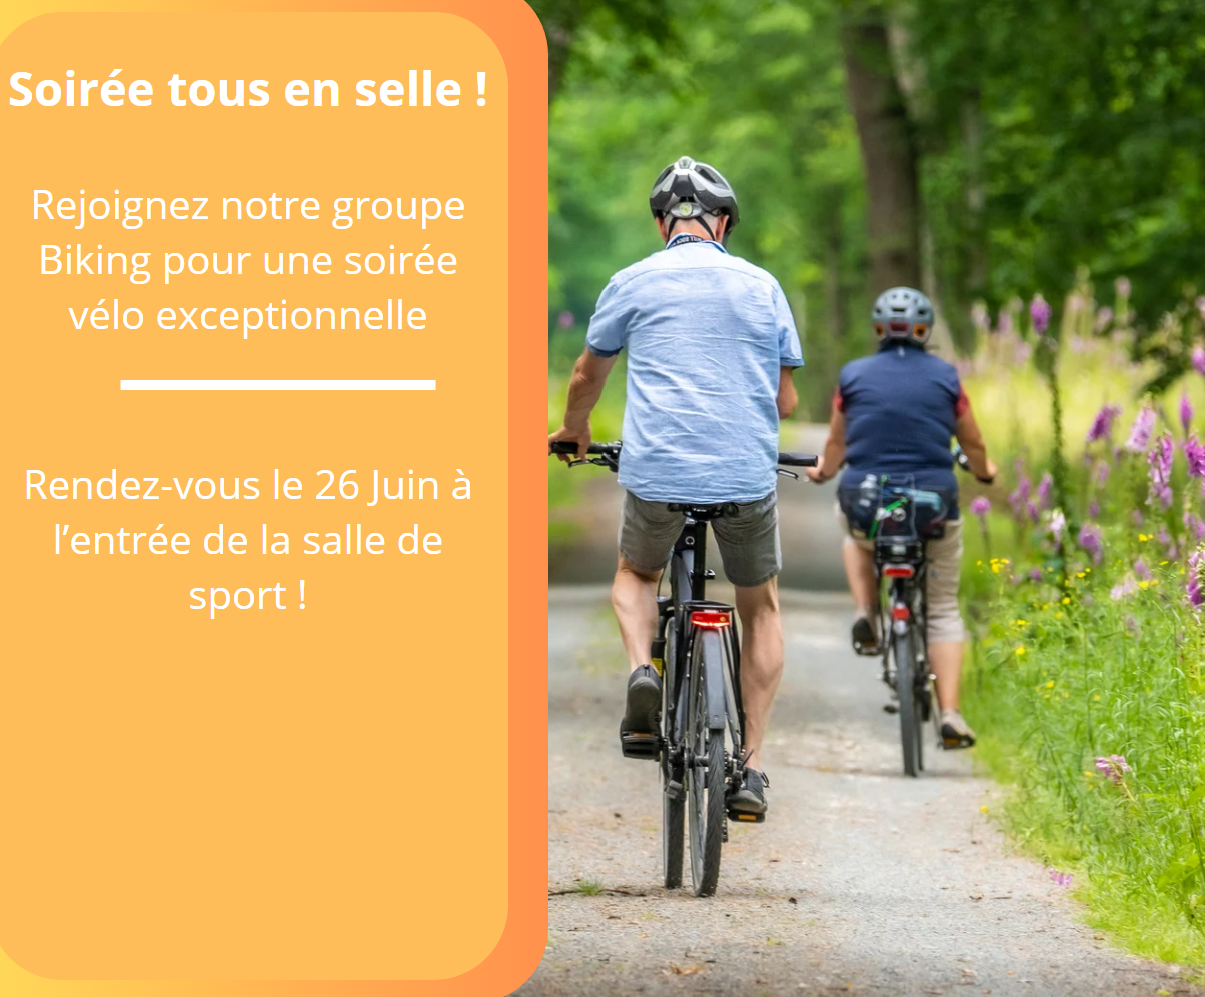 Soirée tous en selle !
Rejoignez notre groupe
Biking pour une soirée
vélo exceptionnelle
Rendez-vous le 26 Juin à
l’entrée de la salle de
sport !